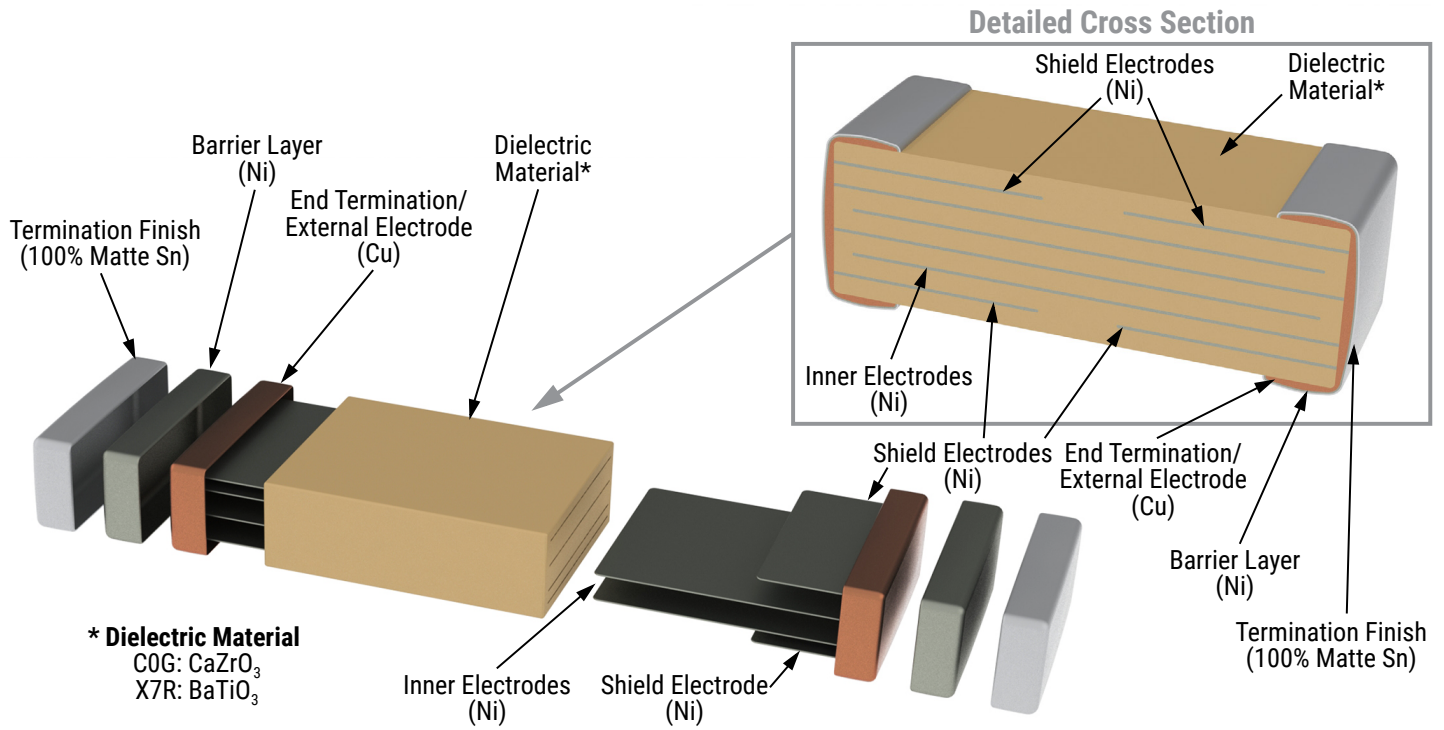 Detailed Cross Section
Shield Electrodes
(Ni)
Dielectric
Material*
Barrier Layer
(Ni)
Dielectric
Material*
End Termination/
External Electrode
(Cu)
Termination Finish
(100% Matte Sn)
Inner Electrodes
(Ni)
Shield Electrodes
(Ni)
End Termination/
External Electrode
(Cu)
Barrier Layer
(Ni)
Termination Finish
(100% Matte Sn)
* Dielectric Material
C0G: CaZrO₃
X7R: BaTiO₃
Inner Electrodes
(Ni)
Shield Electrode
(Ni)